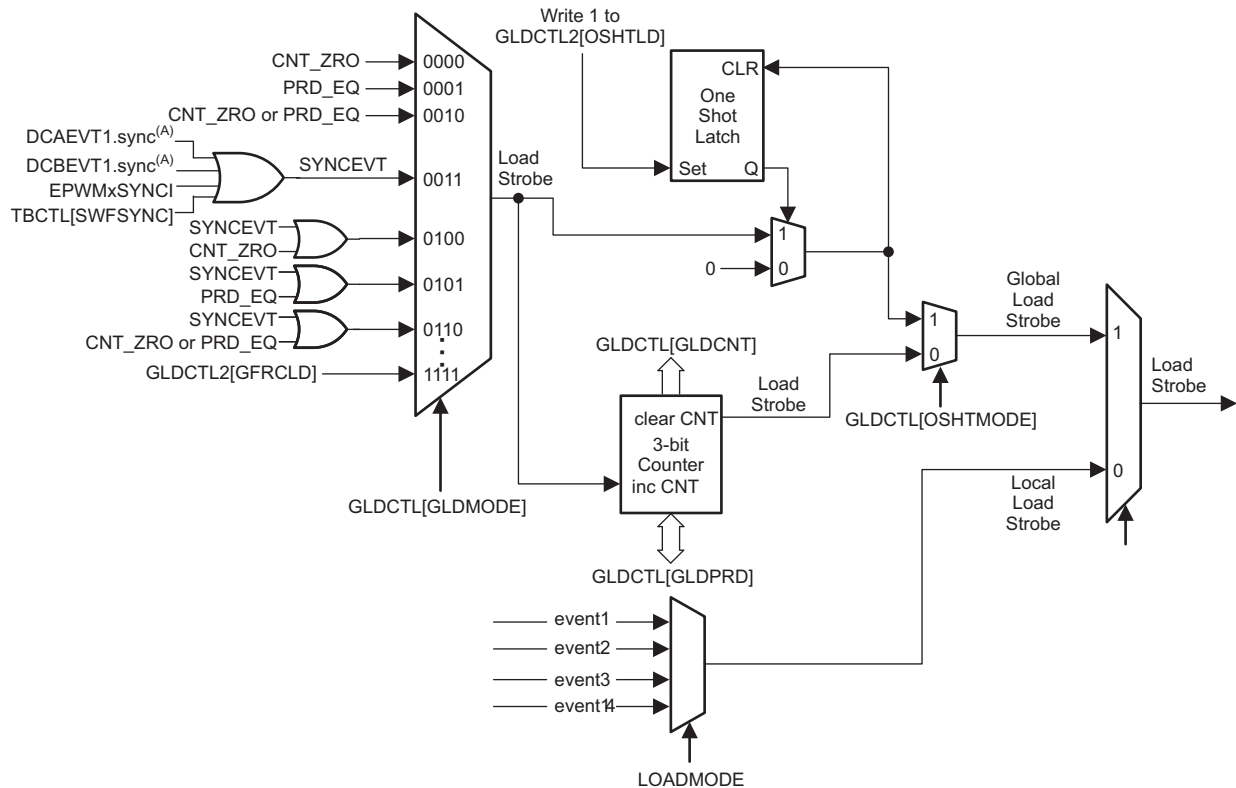 Write 1 to
GLDCTL2[OSHTLD]
CNT_ZRO
0000
PRD_EQ
0001
CNT_ZRO or PRD_EQ
0010
DCAEVT1.sync(A)
DCBEVT1.sync(A)
EPWMxSYNCI
TBCTL[SWFSYNC]
SYNCEVT
0011
SYNCEVT
CNT_ZRO
0100
SYNCEVT
PRD_EQ
0101
SYNCEVT
CNT_ZRO or PRD_EQ
0110
GLDCTL2[GFRCLD]
1111
GLDCTL[GLDMODE]
Load
Strobe
CLR
One
Shot
Latch
Set
Q
1
0
0
GLDCTL[GLDCNT]
clear CNT
3-bit
Counter
inc CNT
GLDCTL[GLDPRD]
Load
Strobe
1
0
GLDCTL[OSHTMODE]
Global
Load
Strobe
1
Local
Load
Strobe
0
Load
Strobe
event1
event2
event3
event14
LOADMODE